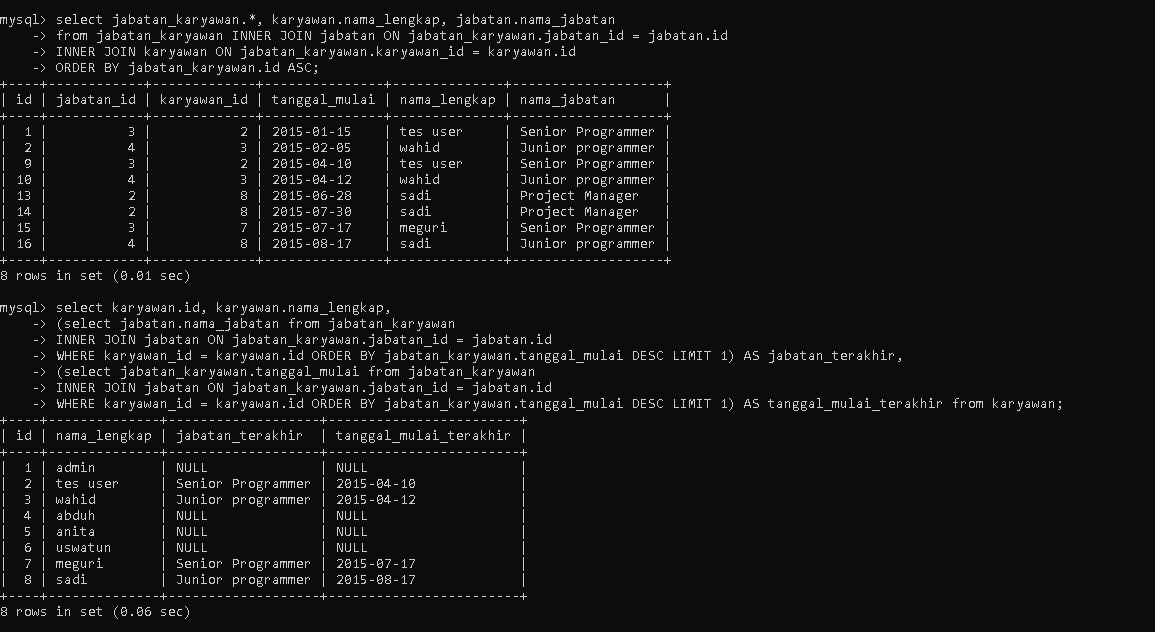 mysql> select jabatan_karyawan.*, karyawan.nama_lengkap, jabatan.nama_jabatan
    -> from jabatan_karyawan INNER JOIN jabatan ON jabatan_karyawan.jabatan_id = jabatan.id
    -> INNER JOIN karyawan ON jabatan_karyawan.karyawan_id = karyawan.id
    -> ORDER BY jabatan_karyawan.id ASC;
+----+------------+-------------+---------------+--------------+-------------------+
| id | jabatan_id | karyawan_id | tanggal_mulai | nama_lengkap | nama_jabatan      |
+----+------------+-------------+---------------+--------------+-------------------+
|  1 |          3 |           2 | 2015-01-15    | tes user     | Senior Programmer |
|  2 |          4 |           3 | 2015-02-05    | wahid        | Junior programmer |
|  9 |          3 |           2 | 2015-04-10    | tes user     | Senior Programmer |
| 10 |          4 |           3 | 2015-04-12    | wahid        | Junior programmer |
| 13 |          2 |           8 | 2015-06-28    | sadi         | Project Manager   |
| 14 |          2 |           8 | 2015-07-30    | sadi         | Project Manager   |
| 15 |          3 |           7 | 2015-07-17    | meguri       | Senior Programmer |
| 16 |          4 |           8 | 2015-08-17    | sadi         | Junior programmer |
+----+------------+-------------+---------------+--------------+-------------------+
8 rows in set (0.01 sec)
mysql> select karyawan.id, karyawan.nama_lengkap,
    -> (select jabatan.nama_jabatan from jabatan_karyawan
    -> INNER JOIN jabatan ON jabatan_karyawan.jabatan_id = jabatan.id
    -> WHERE karyawan_id = karyawan.id ORDER BY jabatan_karyawan.tanggal_mulai DESC LIMIT 1) AS jabatan_terakhir,
    -> (select jabatan_karyawan.tanggal_mulai from jabatan_karyawan
    -> INNER JOIN jabatan ON jabatan_karyawan.jabatan_id = jabatan.id
    -> WHERE karyawan_id = karyawan.id ORDER BY jabatan_karyawan.tanggal_mulai DESC LIMIT 1) AS tanggal_mulai_terakhir from karyawan;
+----+--------------+-------------------+------------------------+
| id | nama_lengkap | jabatan_terakhir  | tanggal_mulai_terakhir |
+----+--------------+-------------------+------------------------+
|  1 | admin        | NULL              | NULL                   |
|  2 | tes user     | Senior Programmer | 2015-04-10             |
|  3 | wahid        | Junior programmer | 2015-04-12             |
|  4 | abduh        | NULL              | NULL                   |
|  5 | anita        | NULL              | NULL                   |
|  6 | uswatun      | NULL              | NULL                   |
|  7 | meguri       | Senior Programmer | 2015-07-17             |
|  8 | sadi         | Junior programmer | 2015-08-17             |
+----+--------------+-------------------+------------------------+
8 rows in set (0.06 sec)